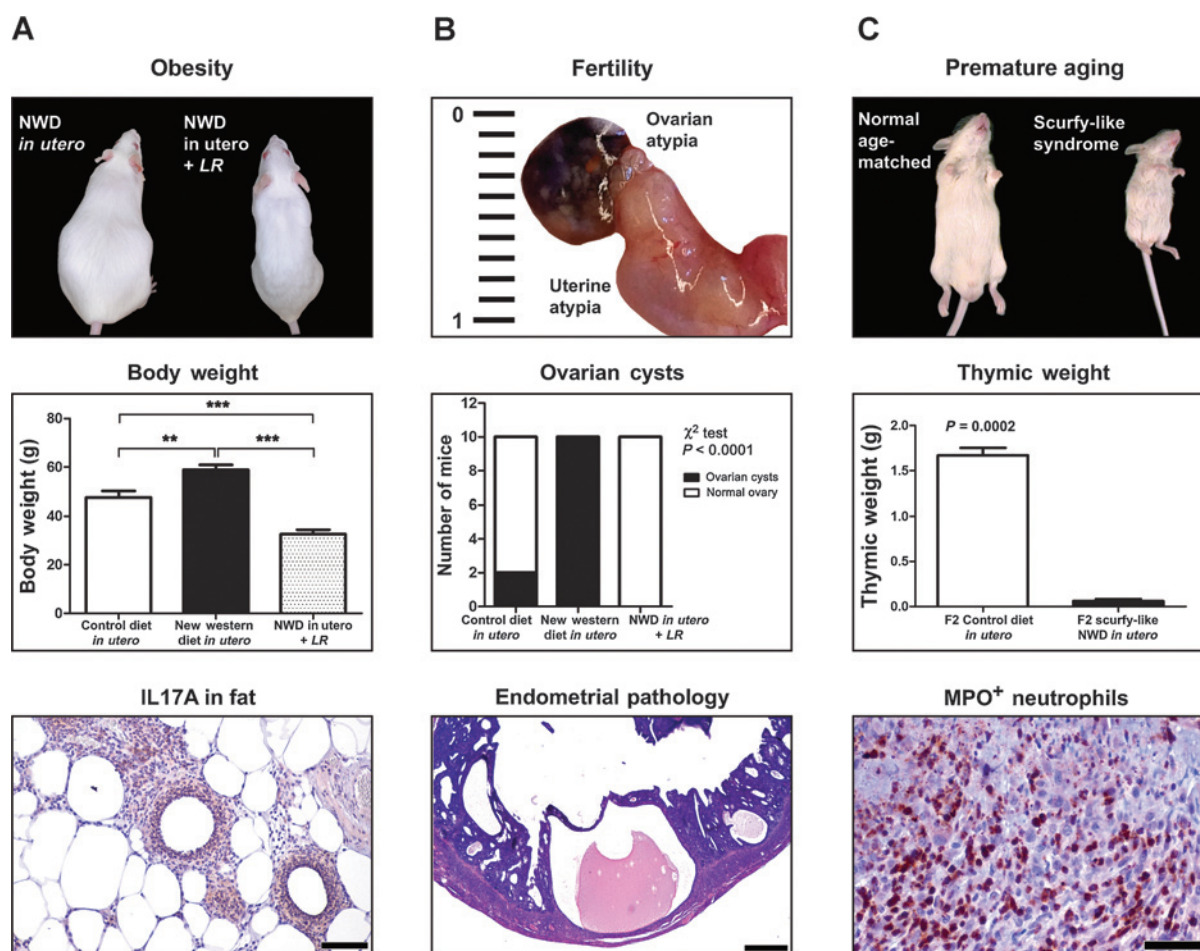 A
Obesity
NWD
in utero
NWD
in utero
+ LR
Body weight
Body weight (g)
80
60
40
20
0
***
**
***
Control diet
in utero
New western
diet in utero
NWD in utero
+ LR
IL17A in fat
B
Fertility
0
1
Ovarian
atypia
Uterine
atypia
Ovarian cysts
Number of mice
12
10
8
6
4
2
0
χ² test
P < 0.0001
Ovarian cysts
Normal ovary
Control diet
in utero
New western
diet in utero
NWD in utero
+ LR
Endometrial pathology
C
Premature aging
Normal
age-
matched
Scurfy-like
syndrome
Thymic weight
Thymic weight (g)
2.0
1.5
1.0
0.5
0.0
P = 0.0002
F2 Control diet
in utero
F2 scurfy-like
NWD in utero
MPO⁺ neutrophils